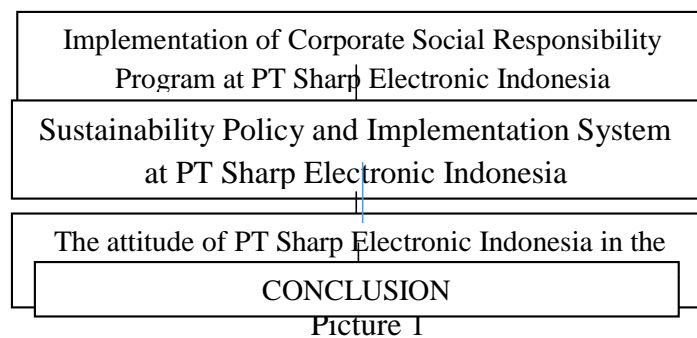 Implementation of Corporate Social Responsibility
Program at PT Sharp Electronic Indonesia
Sustainability Policy and Implementation System
at PT Sharp Electronic Indonesia
The attitude of PT Sharp Electronic Indonesia in the
CONCLUSION
Picture 1